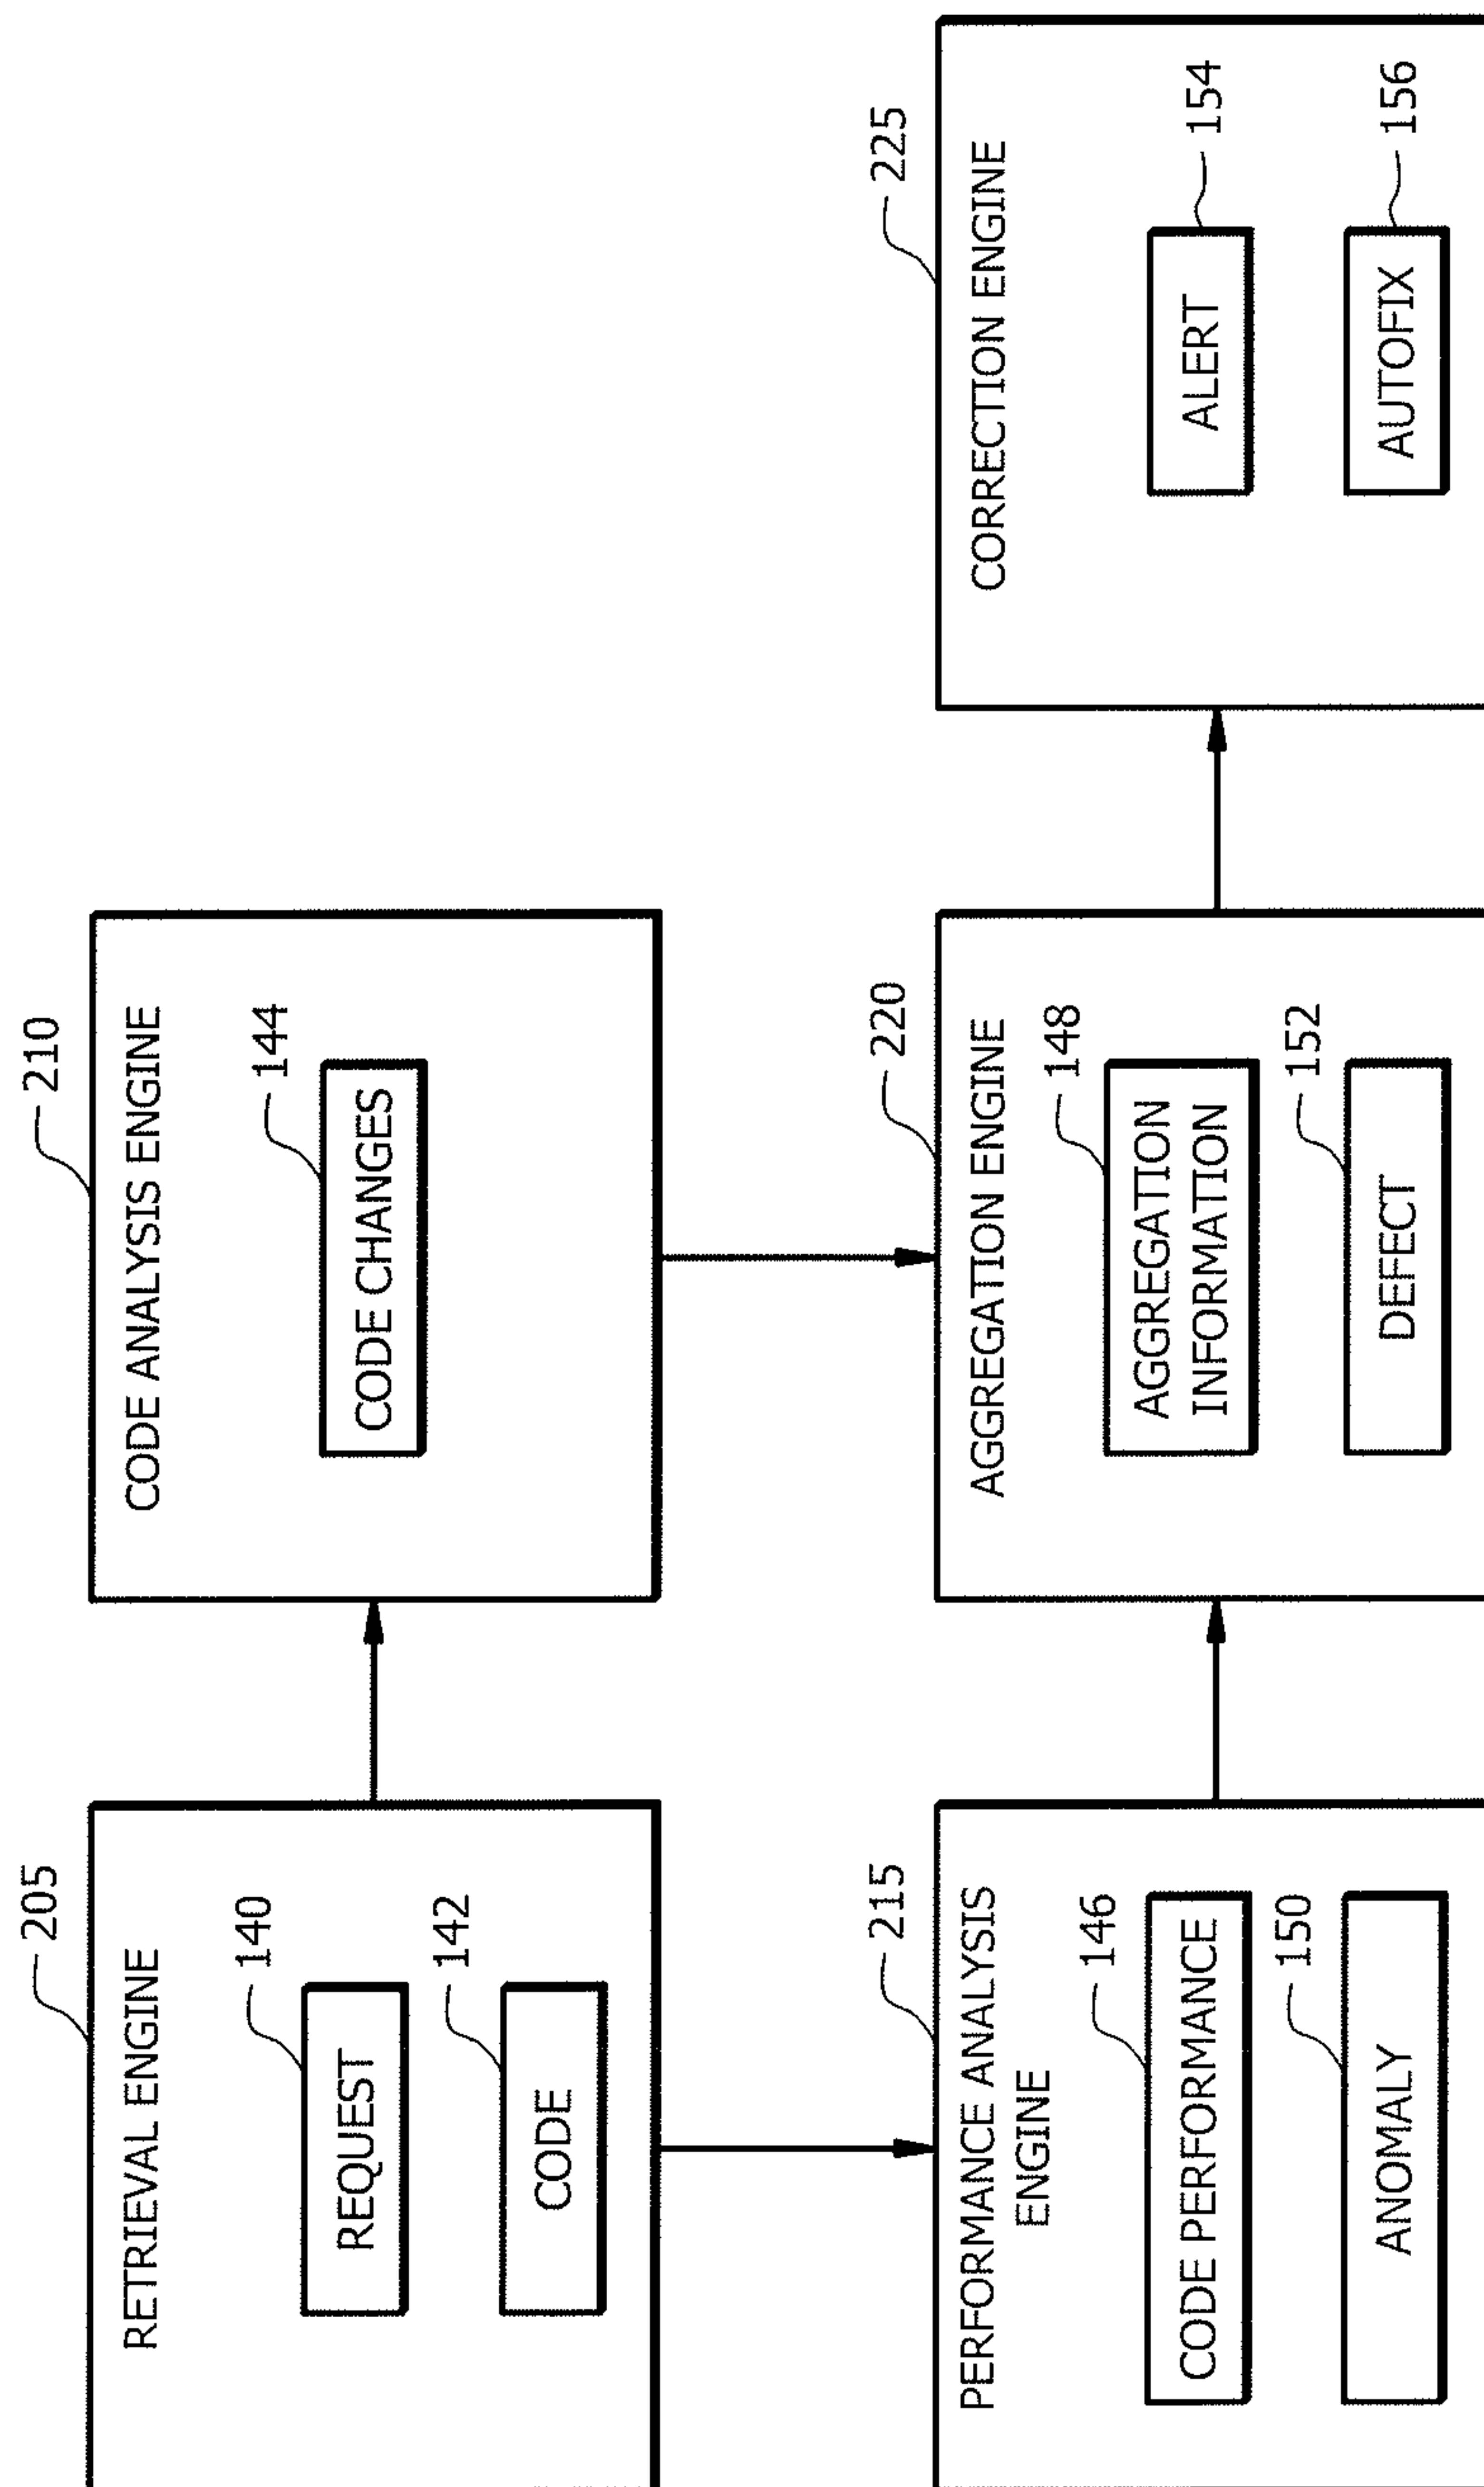 205
RETRIEVAL ENGINE
140
REQUEST
142
CODE
210
CODE ANALYSIS ENGINE
144
CODE CHANGES
215
PERFORMANCE ANALYSIS
ENGINE
146
CODE PERFORMANCE
150
ANOMALY
220
AGGREGATION ENGINE
148
AGGREGATION
INFORMATION
152
DEFECT
225
CORRECTION ENGINE
154
ALERT
156
AUTOFIX